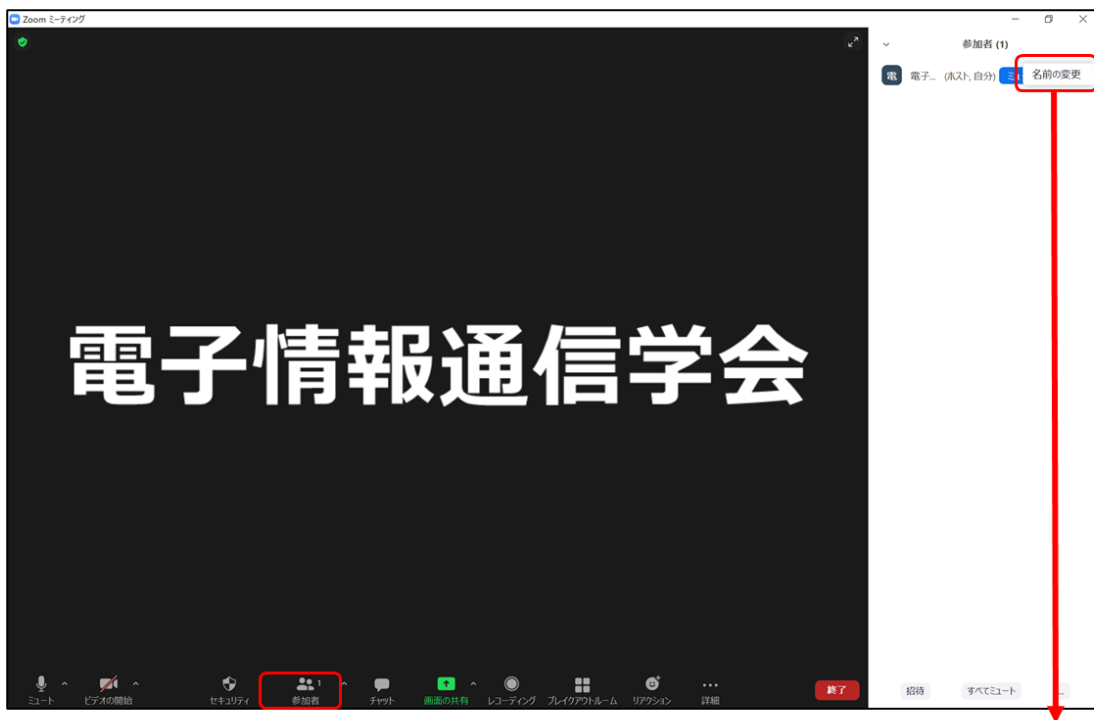 Zoom ミーティング
参加者 (1)
電 電子... (ホスト, 自分) ミ 名前の変更
電子情報通信学会
1
ミュート ビデオの開始 セキュリティ 参加者 チャット 画面の共有 レコーディング ブレイクアウトルーム リアクション 詳細 終了 招待 すべてミュート ...